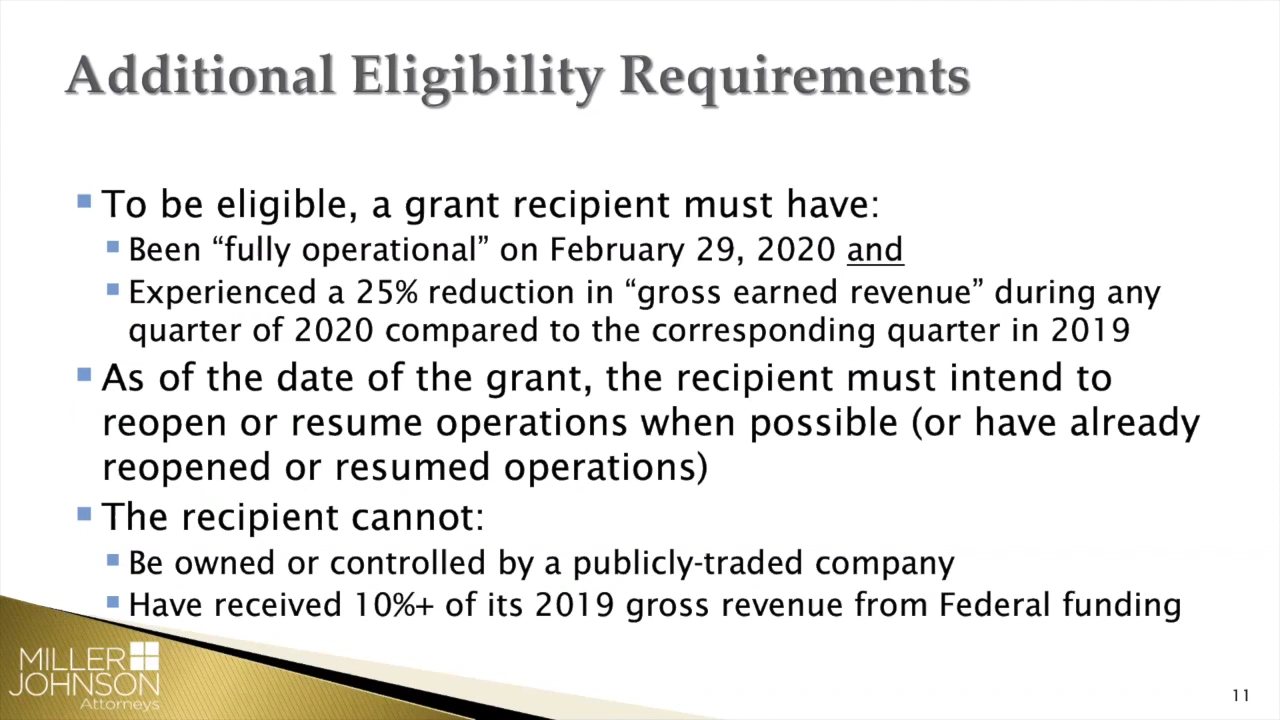 Additional Eligibility Requirements
To be eligible, a grant recipient must have:
Been “fully operational” on February 29, 2020 and
Experienced a 25% reduction in “gross earned revenue” during any
quarter of 2020 compared to the corresponding quarter in 2019
As of the date of the grant, the recipient must intend to
reopen or resume operations when possible (or have already
reopened or resumed operations)
The recipient cannot:
Be owned or controlled by a publicly-traded company
Have received 10%+ of its 2019 gross revenue from Federal funding
MILLER
JOHNSON
Attorneys
11